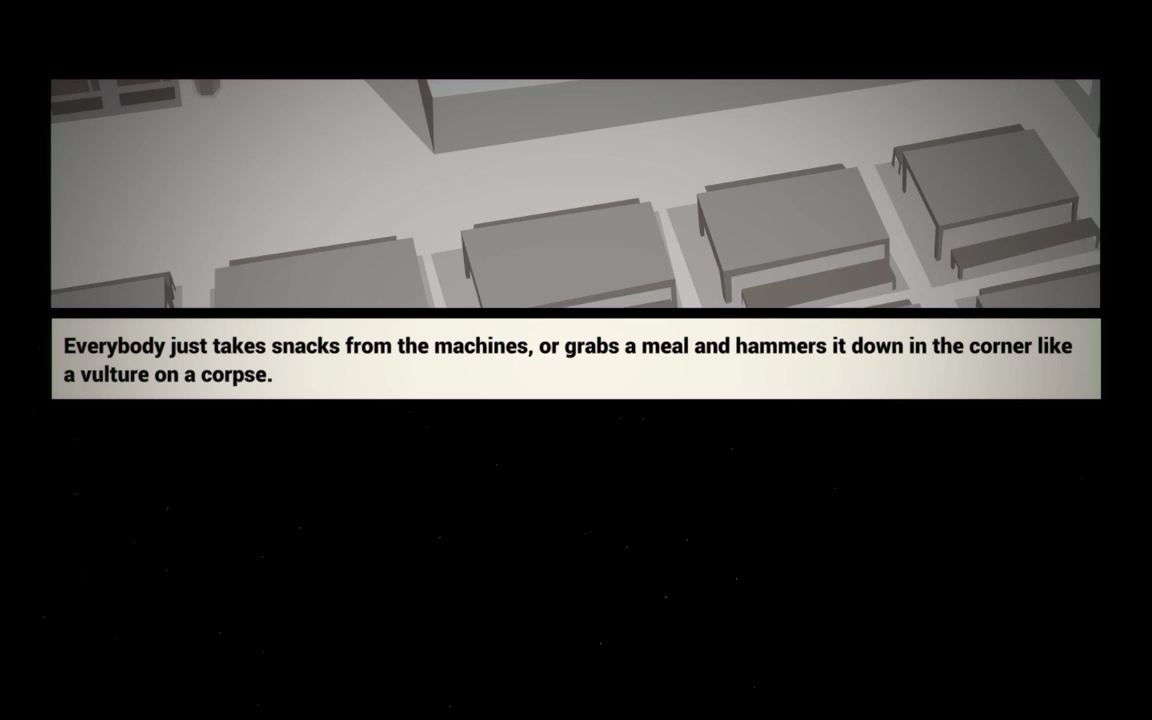 Everybody just takes snacks from the machines, or grabs a meal and hammers it down in the corner like
a vulture on a corpse.